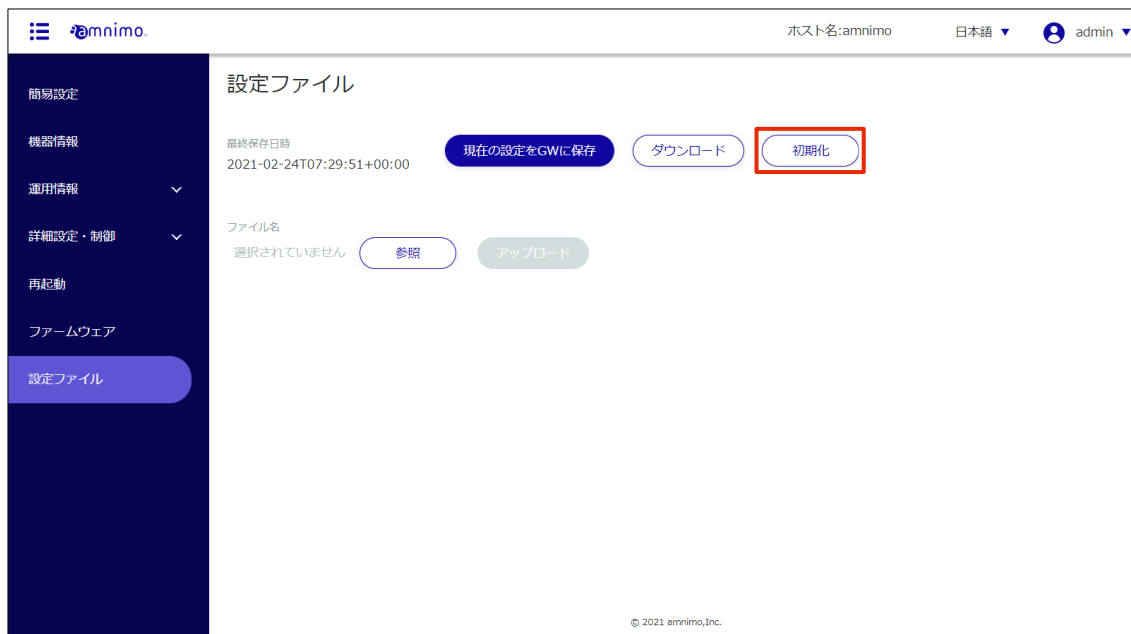 amnimo.
ホスト名:amnimo
日本語 ▼
admin ▼
簡易設定
機器情報
運用情報
詳細設定・制御
再起動
ファームウェア
設定ファイル
設定ファイル
最終保存日時
2021-02-24T07:29:51+00:00
現在の設定をGWに保存
ダウンロード
初期化
ファイル名
選択されていません
参照
アップロード
© 2021 amnimo,Inc.